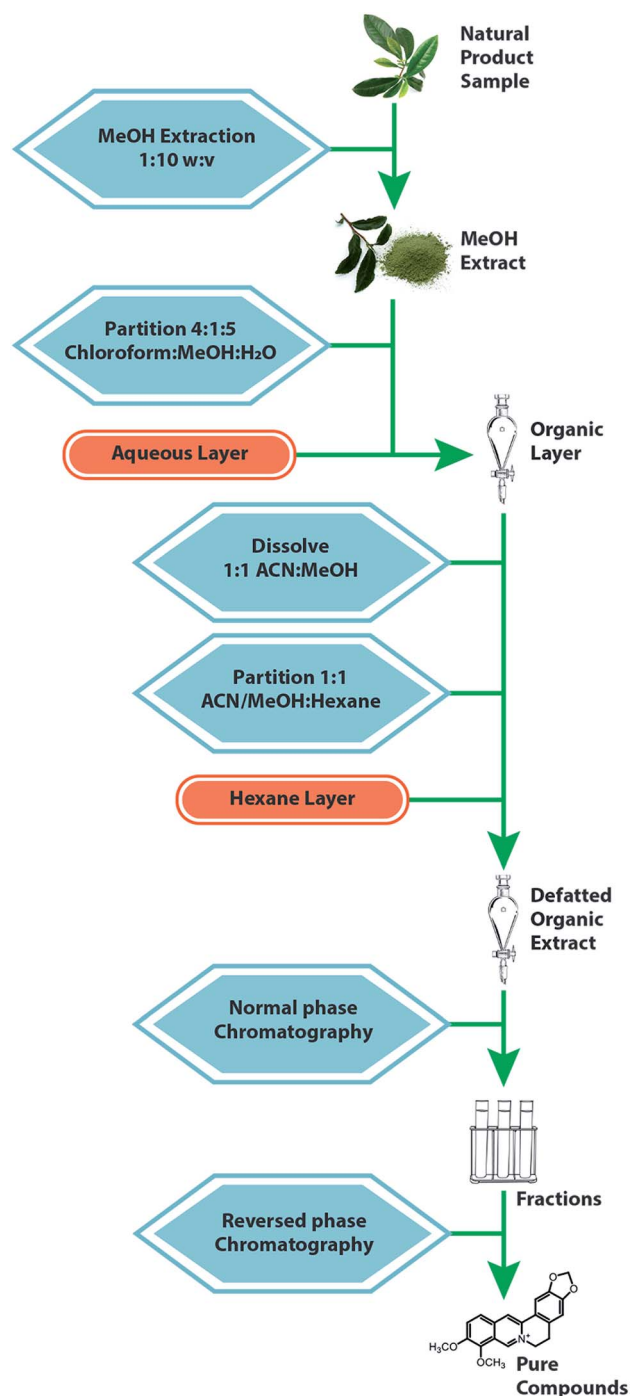 Natural
Product
Sample
MeOH Extraction
1:10 w:v
MeOH
Extract
Partition 4:1:5
Chloroform:MeOH:H₂O
Aqueous Layer
Organic
Layer
Dissolve
1:1 ACN:MeOH
Partition 1:1
ACN/MeOH:Hexane
Hexane Layer
Defatted
Organic
Extract
Normal phase
Chromatography
Fractions
Reversed phase
Chromatography
O
O
N⁺
H₃CO
OCH₃
Pure
Compounds